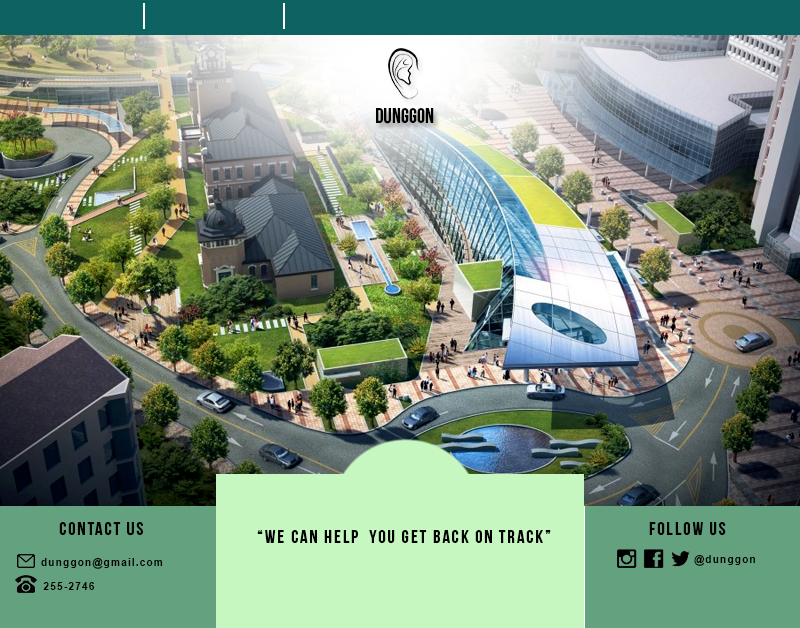 DUNGGON
“WE CAN HELP YOU GET BACK ON TRACK”
CONTACT US
dunggon@gmail.com
255-2746
FOLLOW US
@dunggon